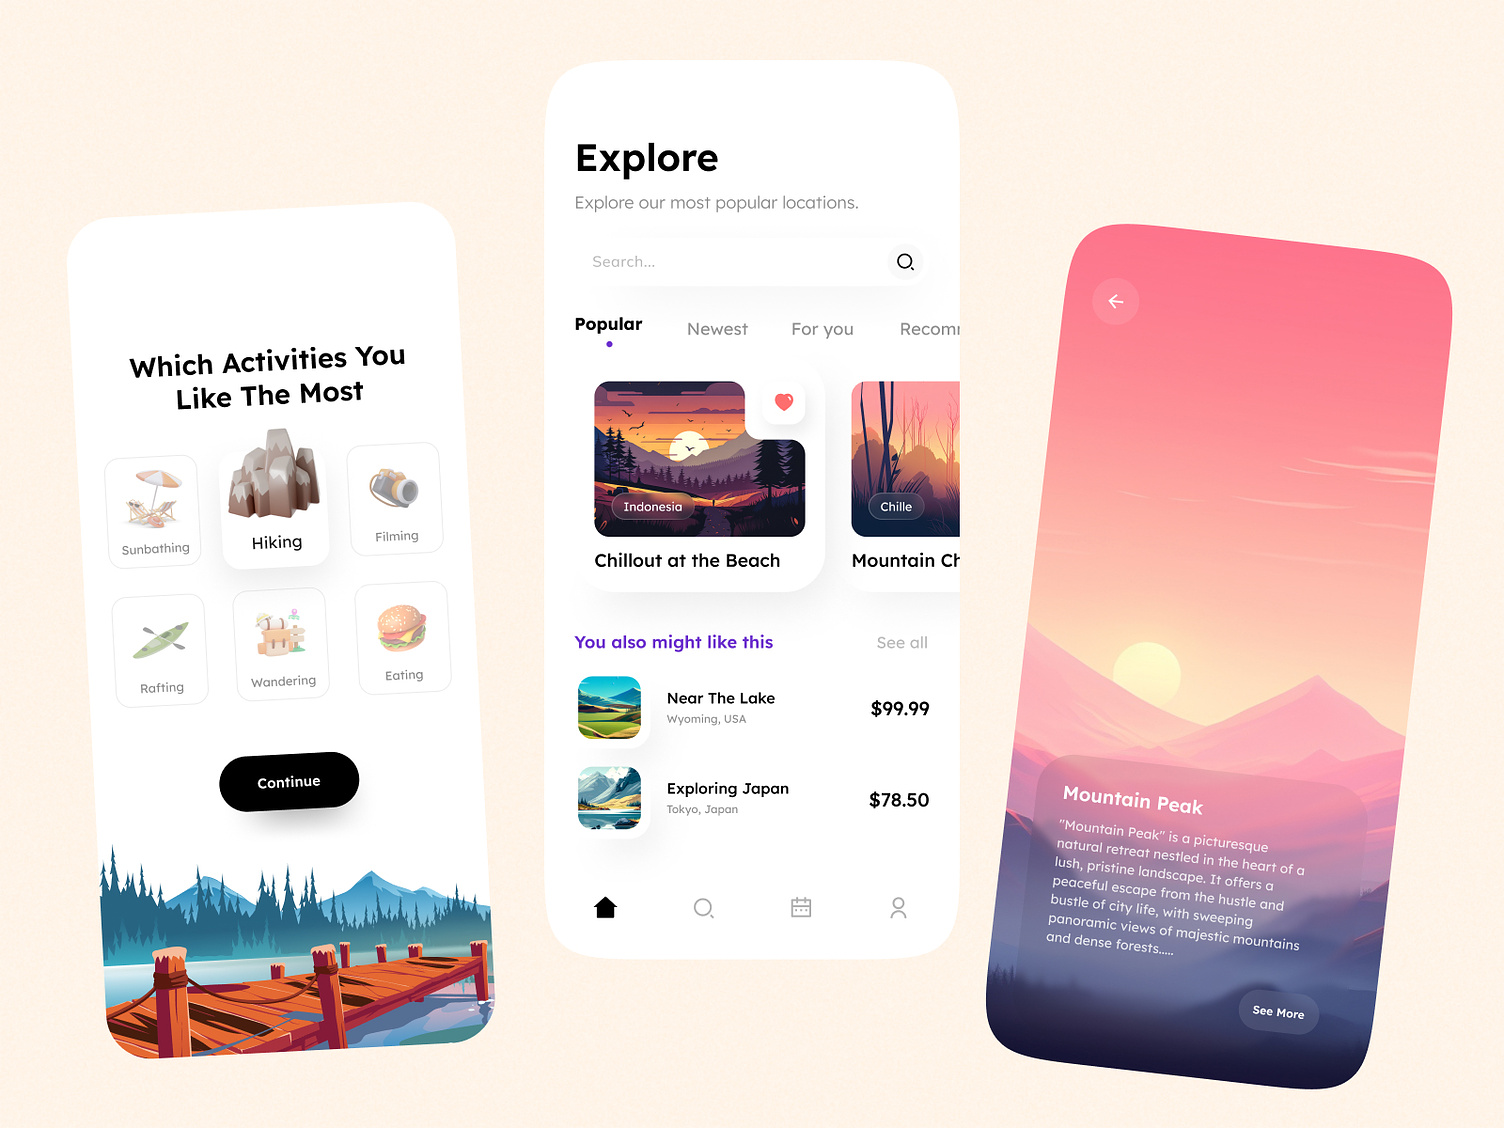 Which Activities You
Like The Most
Sunbathing
Hiking
Filming
Rafting
Wandering
Eating
Continue
Explore
Explore our most popular locations.
Search...
Popular
Newest
For you
Recomm
Indonesia
Chille
Chillout at the Beach
Mountain Ch
You also might like this
See all
Near The Lake
Wyoming, USA
$99.99
Exploring Japan
Tokyo, Japan
$78.50
Mountain Peak
"Mountain Peak" is a picturesque
natural retreat nestled in the heart of a
lush, pristine landscape. It offers a
peaceful escape from the hustle and
bustle of city life, with sweeping
panoramic views of majestic mountains
and dense forests.....
See More